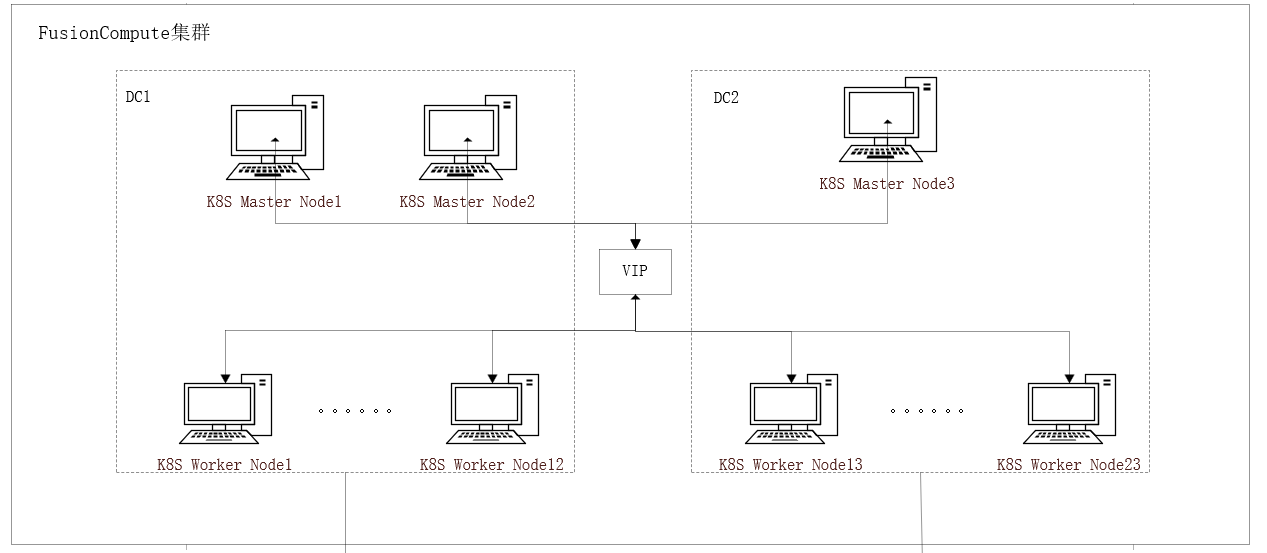 FusionCompute集群
DC1
DC2
K8S Master Node1
K8S Master Node2
K8S Master Node3
VIP
K8S Worker Node1
K8S Worker Node12
K8S Worker Node13
K8S Worker Node23